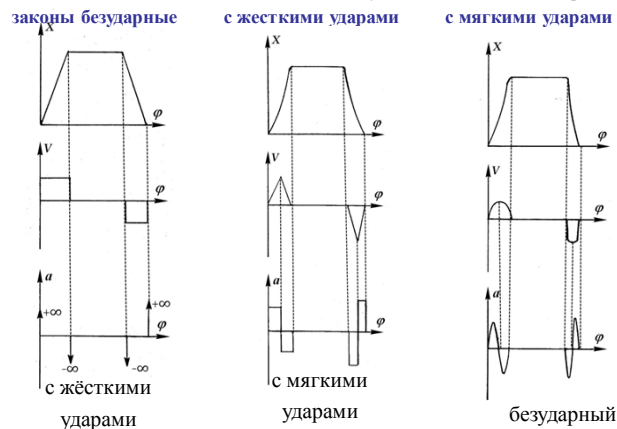 законы безударные
с жесткими ударами
с мягкими ударами
X
φ
X
φ
X
φ
V
φ
V
φ
V
φ
a
+∞
+∞
φ
-∞
-∞
a
φ
a
φ
с жёсткими
ударами
с мягкими
ударами
безударный